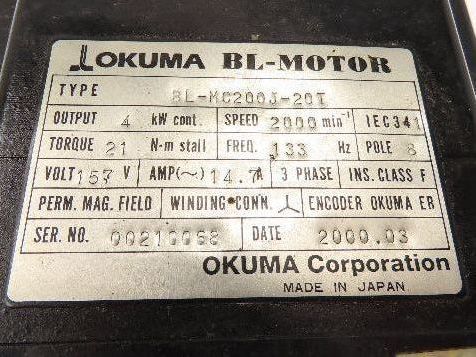 OKUMA BL-MOTOR
TYPE BL-MC200J-20T
OUTPUT 4 kW cont. SPEED 2000 min-1 IEC341
TORQUE 21 N-m stall FREQ. 133 Hz POLE 8
VOLT 157 V AMP(~) 14.7 A 3 PHASE INS. CLASS F
PERM. MAG. FIELD WINDING CONN. ENCODER OKUMA ER
SER. NO. 00210068 DATE 2000.03
OKUMA Corporation
MADE IN JAPAN